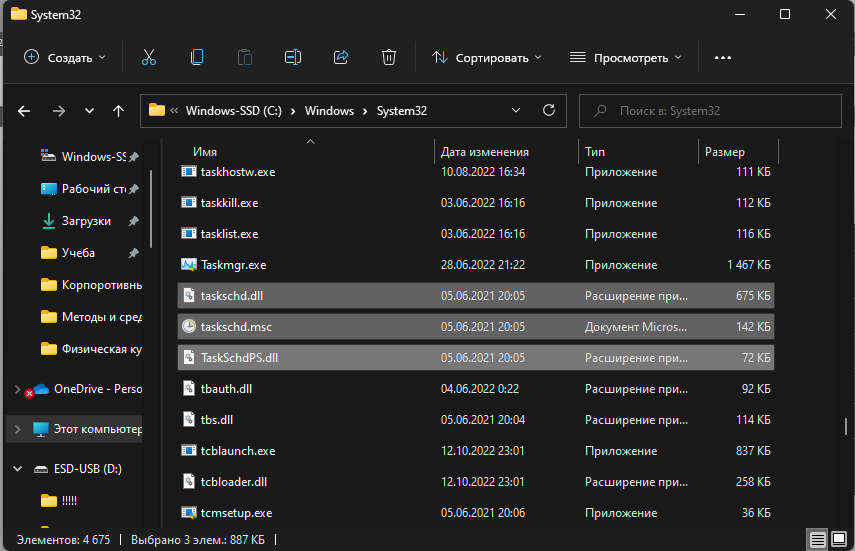 System32
Создать
Сортировать
Просмотреть
Windows-SSD (C:) > Windows > System32
Поиск в: System32
Имя Дата изменения Тип Размер
Windows-SS
Рабочий сто
Загрузки
Учеба
Корпоративны
Методы и сред
Физическая ку
OneDrive - Perso
Этот компьютер
ESD-USB (D:)
!!!!!
taskhostw.exe 10.08.2022 16:34 Приложение 111 КБ
taskkill.exe 03.06.2022 16:16 Приложение 112 КБ
tasklist.exe 03.06.2022 16:16 Приложение 116 КБ
Taskmgr.exe 28.06.2022 21:22 Приложение 1 467 КБ
taskschd.dll 05.06.2021 20:05 Расширение при... 675 КБ
taskschd.msc 05.06.2021 20:05 Документ Micros... 142 КБ
TaskSchdPS.dll 05.06.2021 20:05 Расширение при... 72 КБ
tbauth.dll 04.06.2022 0:22 Расширение при... 92 КБ
tbs.dll 05.06.2021 20:04 Расширение при... 114 КБ
tcblaunch.exe 12.10.2022 23:01 Приложение 837 КБ
tcbloader.dll 12.10.2022 23:01 Расширение при... 258 КБ
tcmsetup.exe 05.06.2021 20:06 Приложение 36 КБ
Элементов: 4 675 | Выбрано 3 элем.: 887 КБ |